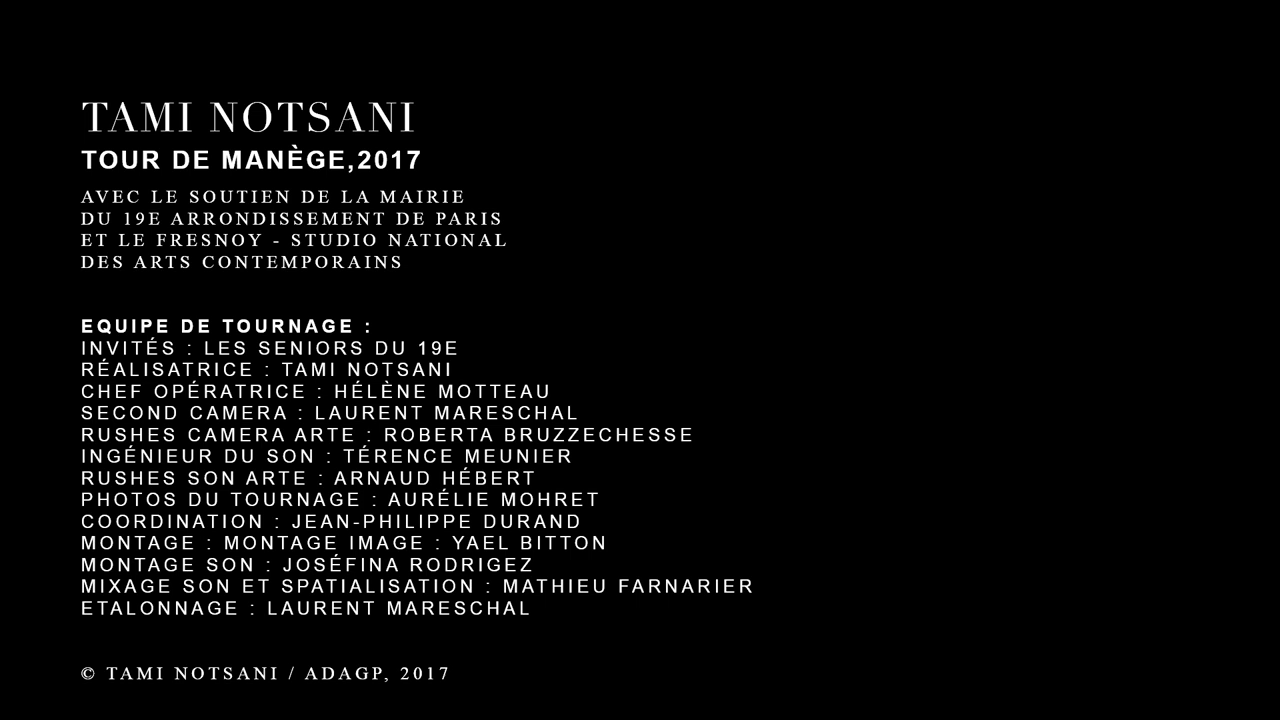 TAMI NOTSANI
TOUR DE MANÈGE,2017
AVEC LE SOUTIEN DE LA MAIRIE
DU 19E ARRONDISSEMENT DE PARIS
ET LE FRESNOY - STUDIO NATIONAL
DES ARTS CONTEMPORAINS
EQUIPE DE TOURNAGE :
INVITÉS : LES SENIORS DU 19E
RÉALISATRICE : TAMI NOTSANI
CHEF OPÉRATRICE : HÉLÈNE MOTTEAU
SECOND CAMERA : LAURENT MARESCHAL
RUSHES CAMERA ARTE : ROBERTA BRUZZECHESSE
INGÉNIEUR DU SON : TÉRENCE MEUNIER
RUSHES SON ARTE : ARNAUD HÉBERT
PHOTOS DU TOURNAGE : AURÉLIE MOHRET
COORDINATION : JEAN-PHILIPPE DURAND
MONTAGE : MONTAGE IMAGE : YAEL BITTON
MONTAGE SON : JOSÉFINA RODRIGEZ
MIXAGE SON ET SPATIALISATION : MATHIEU FARNARIER
ETALONNAGE : LAURENT MARESCHAL
© TAMI NOTSANI / ADAGP, 2017